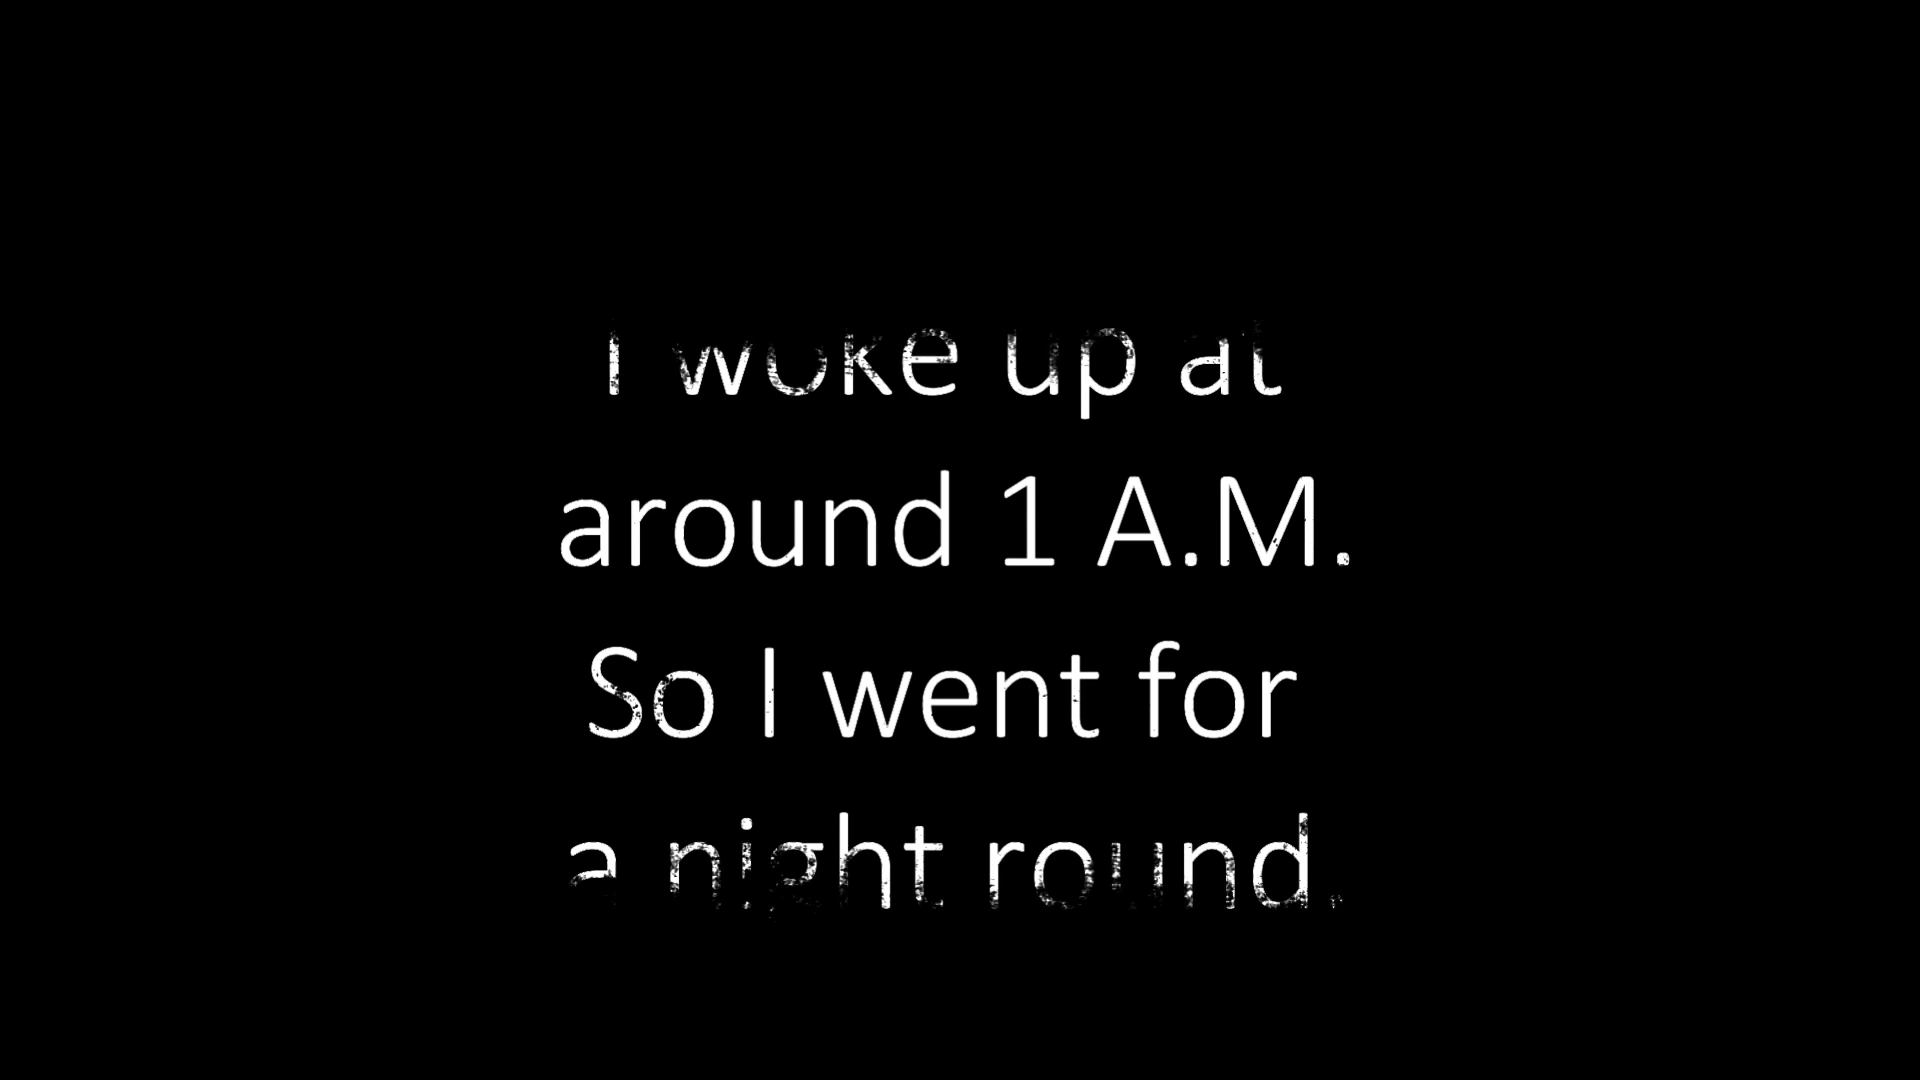 I woke up at
around 1 A.M.
So I went for
a night round.